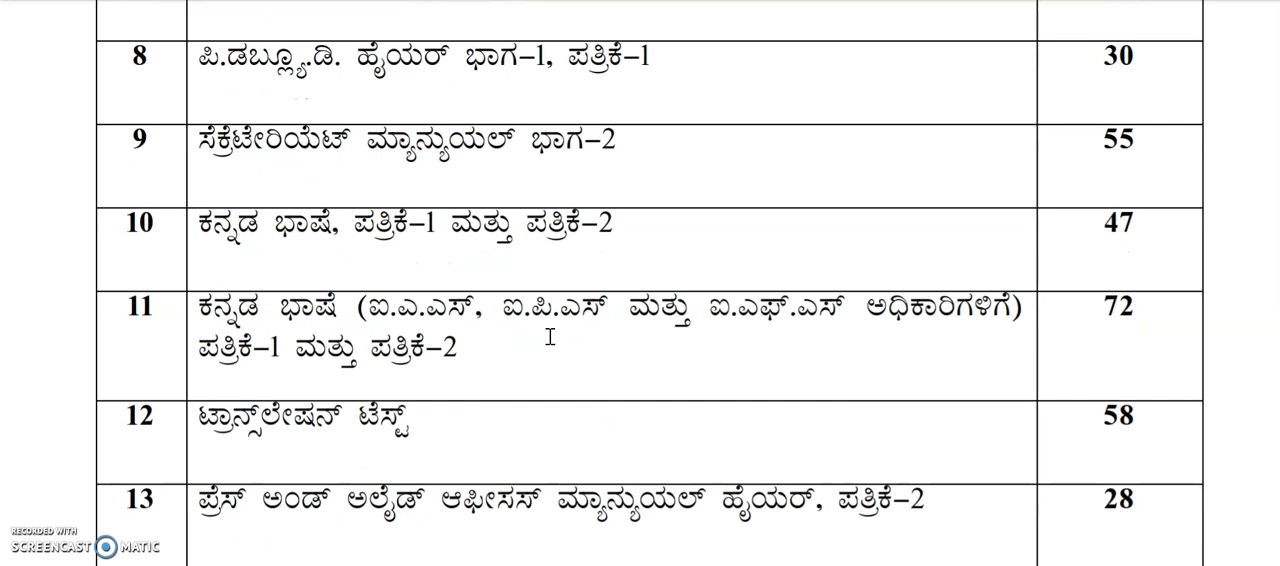 8 ಪಿ.ಡಬ್ಲ್ಯೂ.ಡಿ. ಹೈಯರ್ ಭಾಗ-1, ಪತ್ರಿಕೆ-1 30
9 ಸೆಕ್ರೆಟೇರಿಯೆಟ್ ಮ್ಯಾನ್ಯುಯಲ್ ಭಾಗ-2 55
10 ಕನ್ನಡ ಭಾಷೆ, ಪತ್ರಿಕೆ-1 ಮತ್ತು ಪತ್ರಿಕೆ-2 47
11 ಕನ್ನಡ ಭಾಷೆ (ಐ.ಎ.ಎಸ್, ಐ.ಪಿ.ಎಸ್ ಮತ್ತು ಐ.ಎಫ್.ಎಸ್ ಅಧಿಕಾರಿಗಳಿಗೆ) 72
ಪತ್ರಿಕೆ-1 ಮತ್ತು ಪತ್ರಿಕೆ-2
12 ಟ್ರಾನ್ಸ್‌ಲೇಷನ್ ಟೆಸ್ಟ್ 58
13 ಪ್ರೆಸ್ ಅಂಡ್ ಅಲೈಡ್ ಆಫೀಸಸ್ ಮ್ಯಾನ್ಯುಯಲ್ ಹೈಯರ್, ಪತ್ರಿಕೆ-2 28
RECORDED WITH
SCREENCAST MATIC